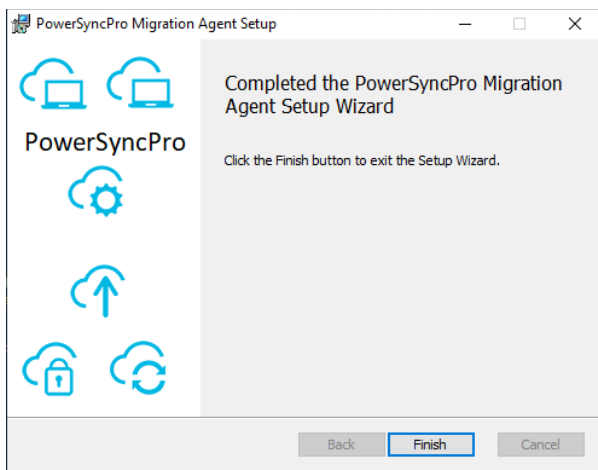 PowerSyncPro Migration Agent Setup
PowerSyncPro
Completed the PowerSyncPro Migration
Agent Setup Wizard
Click the Finish button to exit the Setup Wizard.
Back
Finish
Cancel